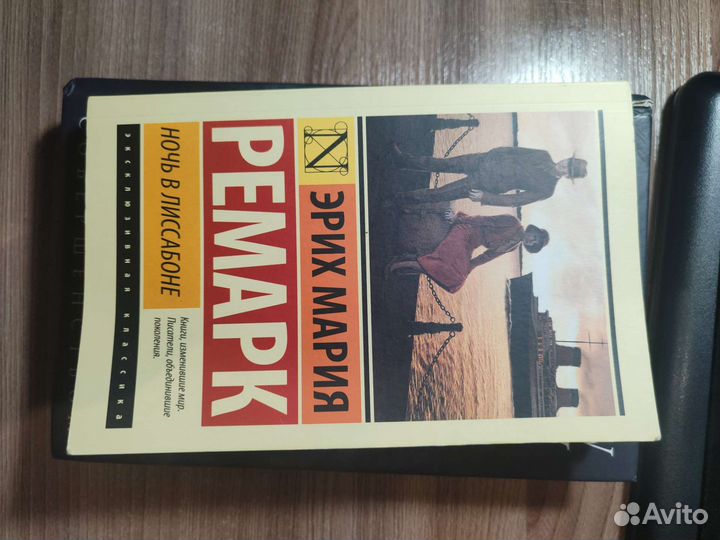 ЭРИХ МАРИЯ
РЕМАРК
НОЧЬ В ЛИССАБОНЕ
Книги, изменившие мир.
Писатели, объединившие
поколения.
ЭКСКЛЮЗИВНАЯ КЛАССИКА
Avito